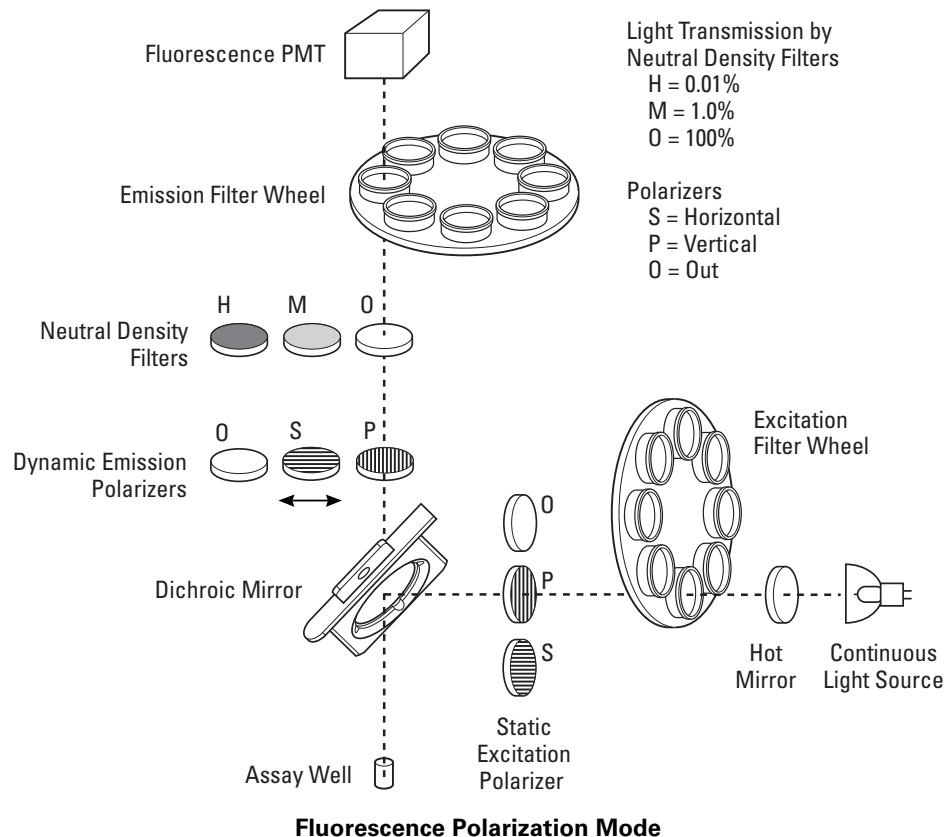 Fluorescence PMT
Light Transmission by
Neutral Density Filters
H = 0.01%
M = 1.0%
O = 100%
Emission Filter Wheel
Polarizers
S = Horizontal
P = Vertical
O = Out
H M O
Neutral Density
Filters
Excitation
Filter Wheel
O S P
Dynamic Emission
Polarizers
O
Dichroic Mirror
P
S
Hot
Mirror
Continuous
Light Source
Static
Excitation
Polarizer
Assay Well
Fluorescence Polarization Mode